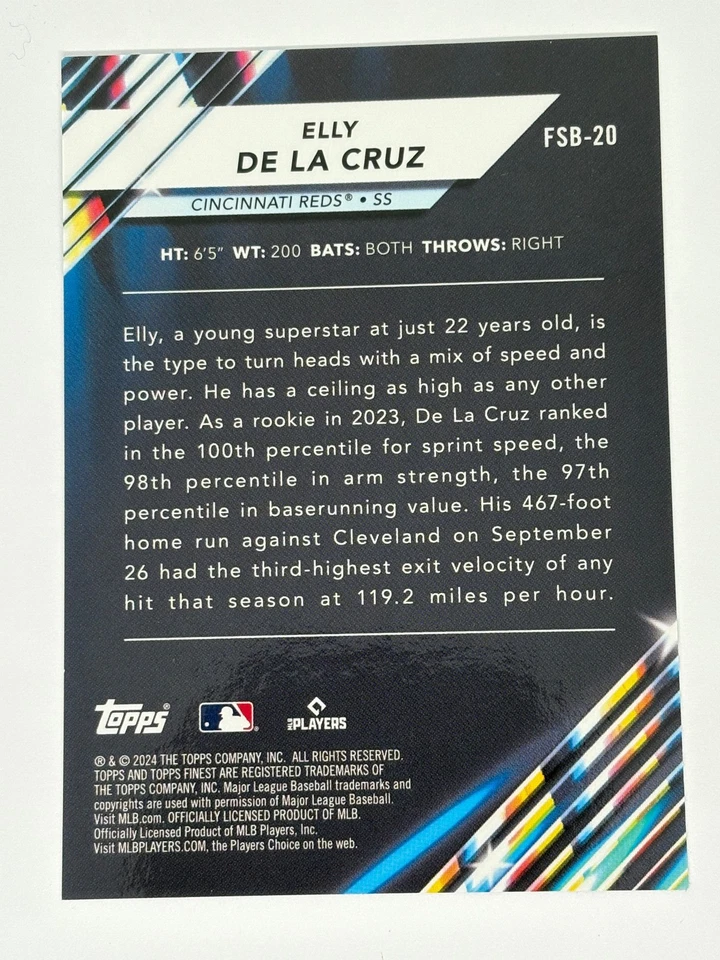 ELLY
DE LA CRUZ
FSB-20
CINCINNATI REDS® • SS
HT: 6'5" WT: 200 BATS: BOTH THROWS: RIGHT
Elly, a young superstar at just 22 years old, is
the type to turn heads with a mix of speed and
power. He has a ceiling as high as any other
player. As a rookie in 2023, De La Cruz ranked
in the 100th percentile for sprint speed, the
98th percentile in arm strength, the 97th
percentile in baserunning value. His 467-foot
home run against Cleveland on September
26 had the third-highest exit velocity of any
hit that season at 119.2 miles per hour.
Topps®
MLB PLAYERS
® & © 2024 THE TOPPS COMPANY, INC. ALL RIGHTS RESERVED.
TOPPS AND TOPPS FINEST ARE REGISTERED TRADEMARKS OF
THE TOPPS COMPANY, INC. Major League Baseball trademarks and
copyrights are used with permission of Major League Baseball.
Visit MLB.com. OFFICIALLY LICENSED PRODUCT OF MLB.
Officially Licensed Product of MLB Players, Inc.
Visit MLBPLAYERS.COM, the Players Choice on the web.